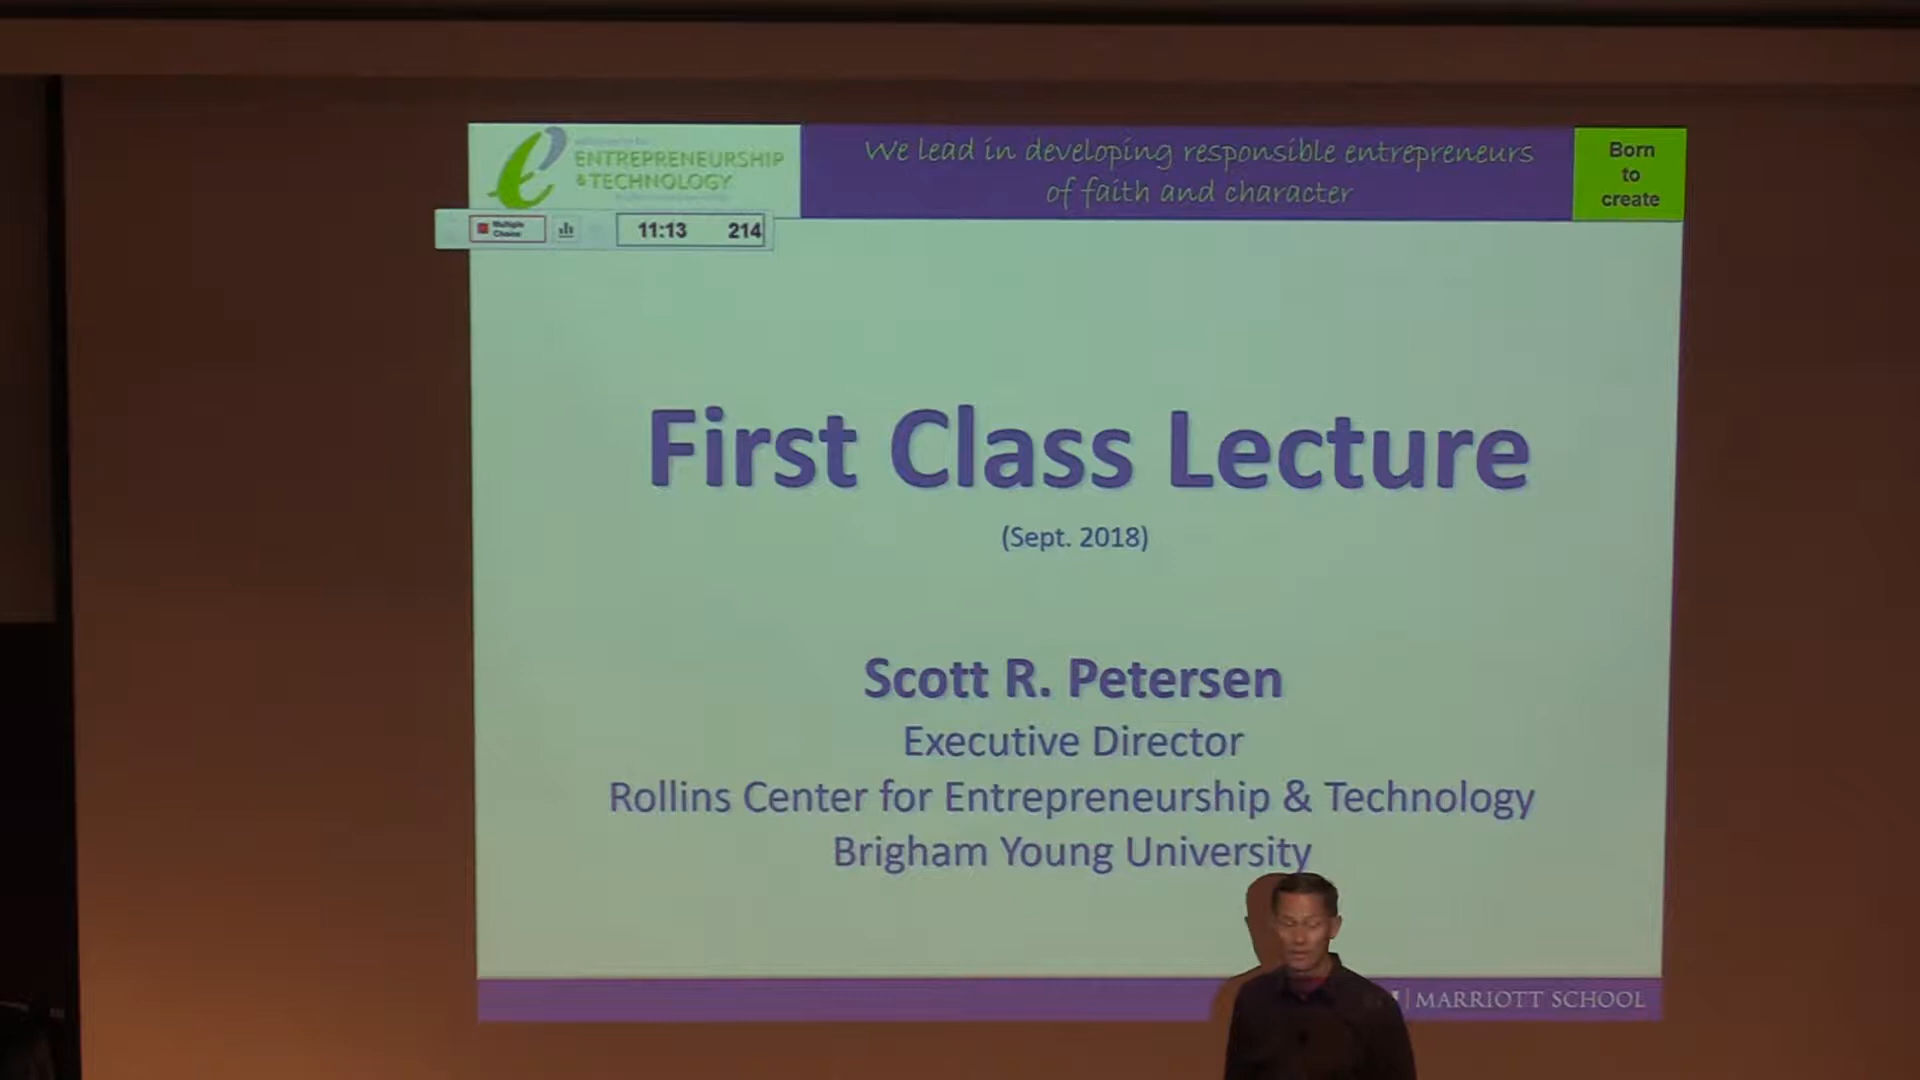 ENTREPRENEURSHIP
& TECHNOLOGY
We lead in developing responsible entrepreneurs
of faith and character
Born
to
create
Multiple
Choice
11:13 214
First Class Lecture
(Sept. 2018)
Scott R. Petersen
Executive Director
Rollins Center for Entrepreneurship & Technology
Brigham Young University
MARRIOTT SCHOOL